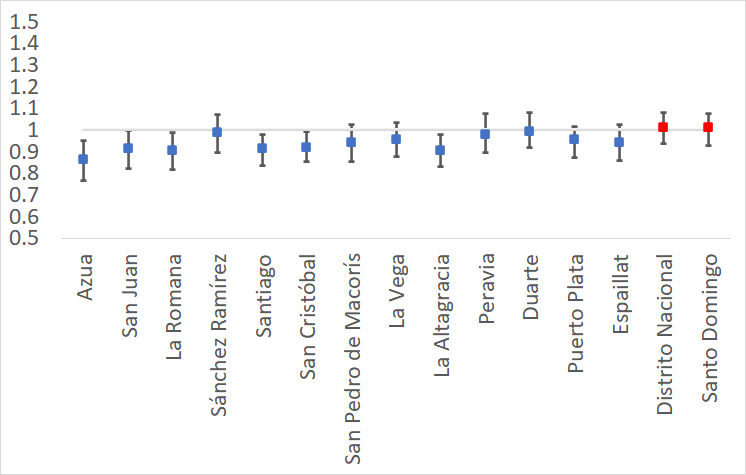 1.5
1.4
1.3
1.2
1.1
1
0.9
0.8
0.7
0.6
0.5
Azua
San Juan
La Romana
Sánchez Ramírez
Santiago
San Cristóbal
San Pedro de Macorís
La Vega
La Altagracia
Peravia
Duarte
Puerto Plata
Espaillat
Distrito Nacional
Santo Domingo